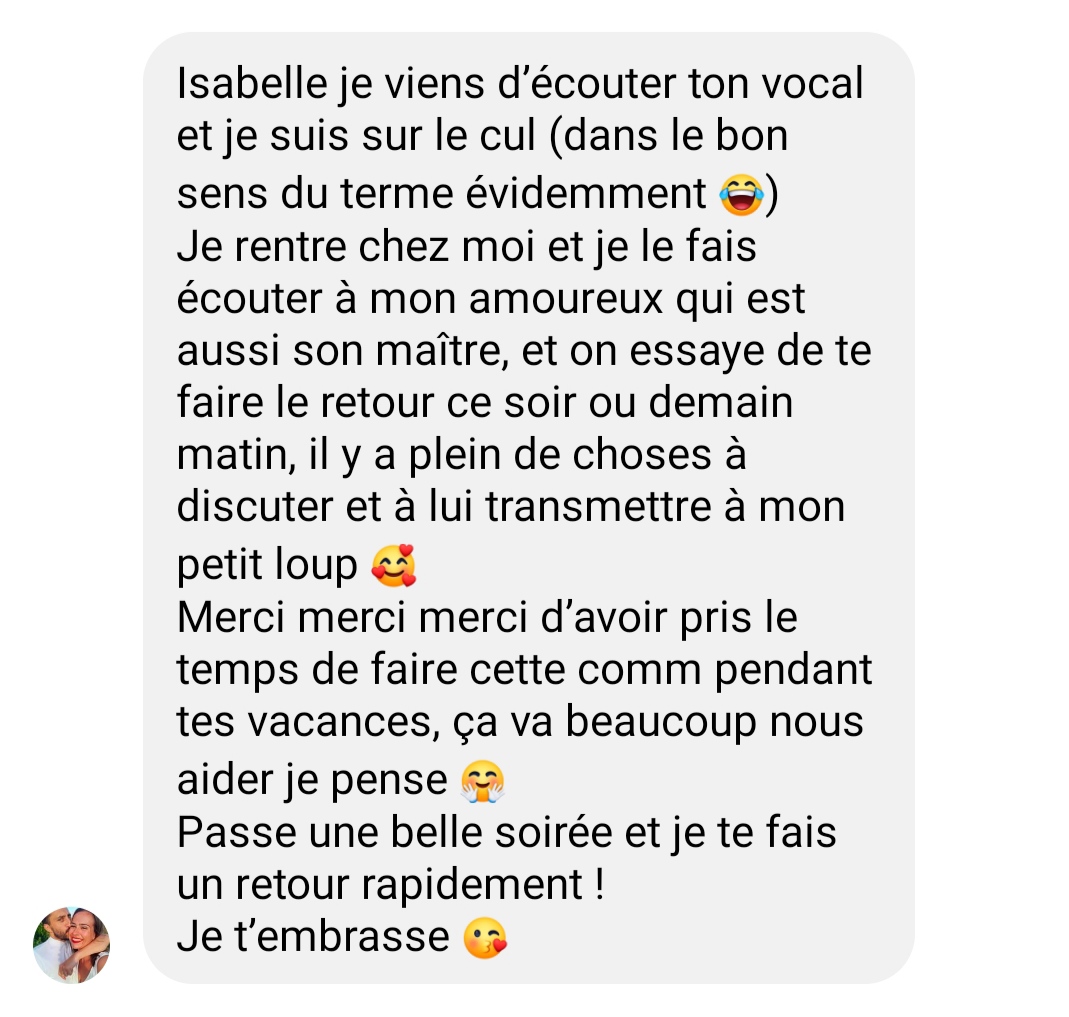 Isabelle je viens d’écouter ton vocal
et je suis sur le cul (dans le bon
sens du terme évidemment 😂)
Je rentre chez moi et je le fais
écouter à mon amoureux qui est
aussi son maître, et on essaye de te
faire le retour ce soir ou demain
matin, il y a plein de choses à
discuter et à lui transmettre à mon
petit loup 🥰
Merci merci merci d’avoir pris le
temps de faire cette comm pendant
tes vacances, ça va beaucoup nous
aider je pense 🤗
Passe une belle soirée et je te fais
un retour rapidement !
Je t’embrasse 😘